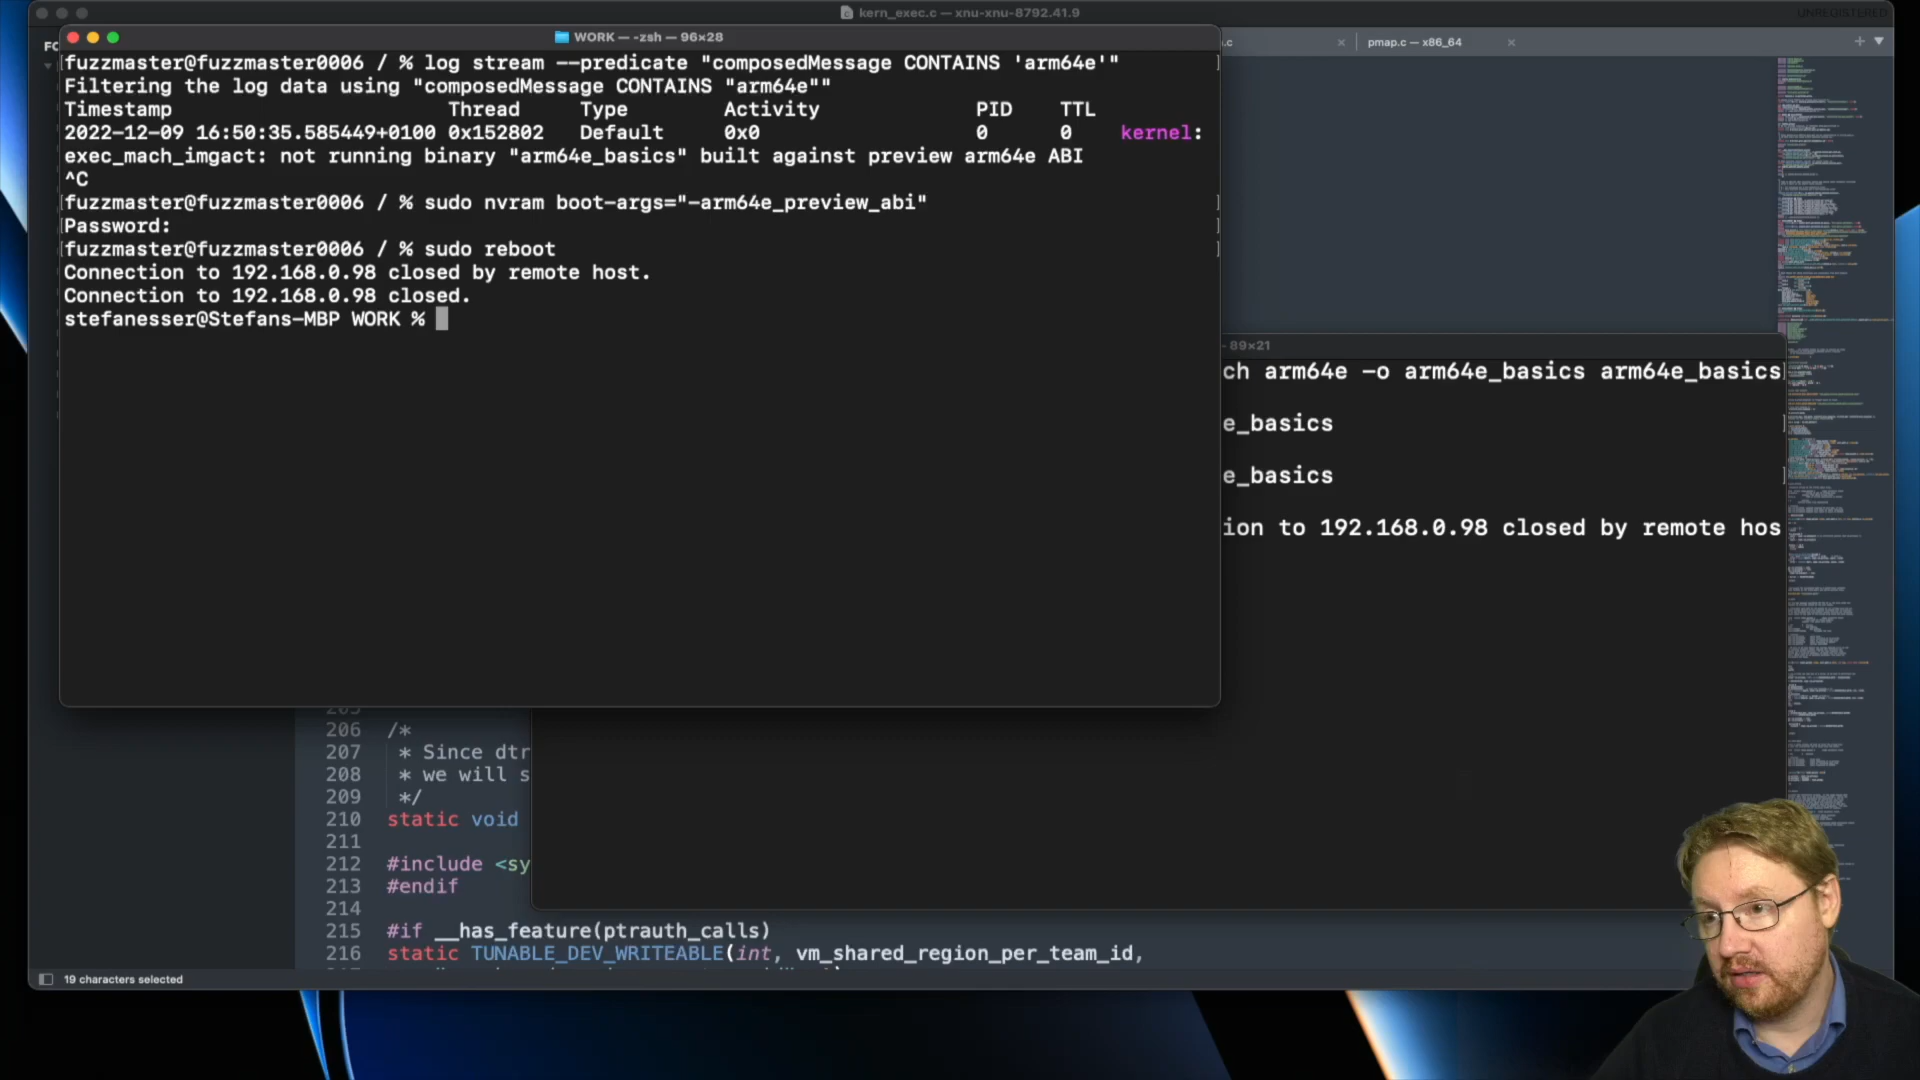 kern_exec.c — xnu-xnu-8792.41.9
UNREGISTERED
FO
WORK — -zsh — 96×28
.c
pmap.c — x86_64
fuzzmaster@fuzzmaster0006 / % log stream --predicate "composedMessage CONTAINS 'arm64e'"
Filtering the log data using "composedMessage CONTAINS "arm64e""
Timestamp Thread Type Activity PID TTL
2022-12-09 16:50:35.585449+0100 0x152802 Default 0x0 0 0 kernel:
exec_mach_imgact: not running binary "arm64e_basics" built against preview arm64e ABI
^C
fuzzmaster@fuzzmaster0006 / % sudo nvram boot-args="-arm64e_preview_abi"
Password:
fuzzmaster@fuzzmaster0006 / % sudo reboot
Connection to 192.168.0.98 closed by remote host.
Connection to 192.168.0.98 closed.
stefanesser@Stefans-MBP WORK %
- 89×21
ch arm64e -o arm64e_basics arm64e_basics
e_basics
e_basics
ion to 192.168.0.98 closed by remote hos
205
206 /*
207 * Since dtr
208 * we will s
209 */
210 static void
211
212 #include <sy
213 #endif
214
215 #if __has_feature(ptrauth_calls)
216 static TUNABLE_DEV_WRITEABLE(int, vm_shared_region_per_team_id,
19 characters selected